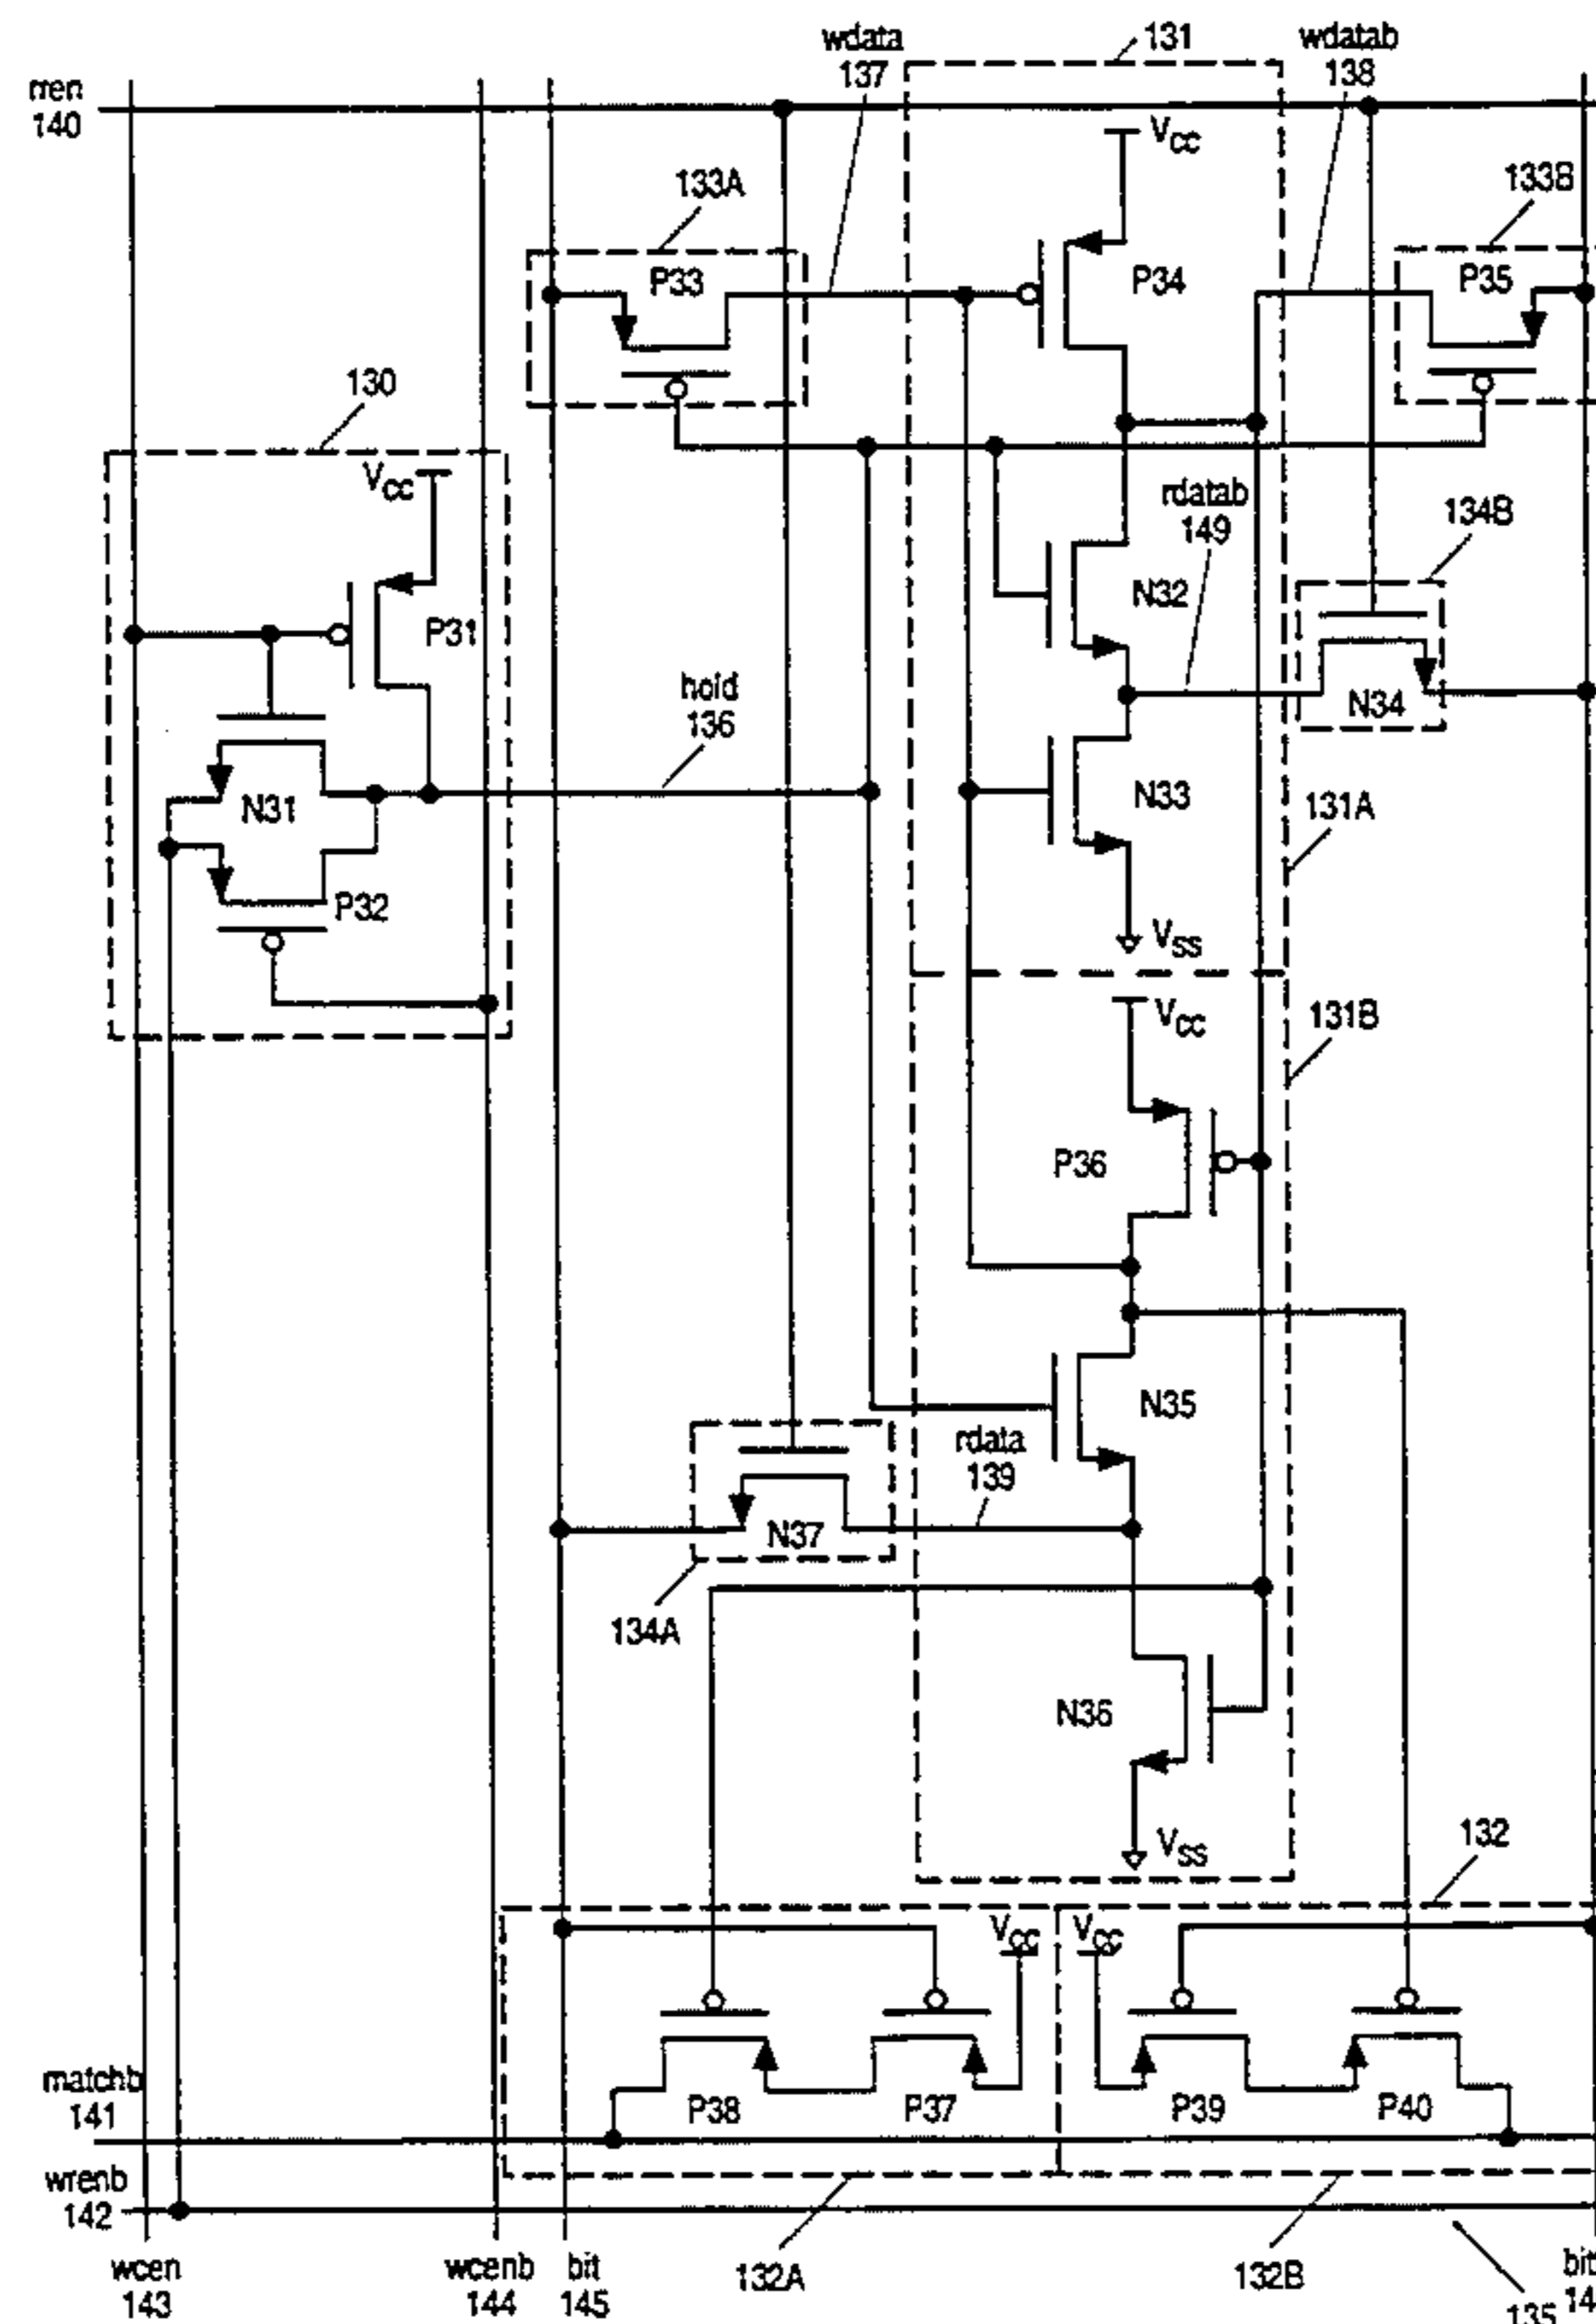 wdata
137
131
wdatab
138
rren
140
VCC
133A
133B
P33
P34
P35
130
VCC
rdatab
149
134B
N32
P31
hold
136
N34
N31
N33
131A
P32
VSS
VCC
131B
P36
N35
rdata
139
N37
134A
N36
VSS
132
VCC
VCC
matchb
141
P38
P37
P39
P40
wrenb
142
wcen
143
wcenb
144
bit
145
132A
132B
135